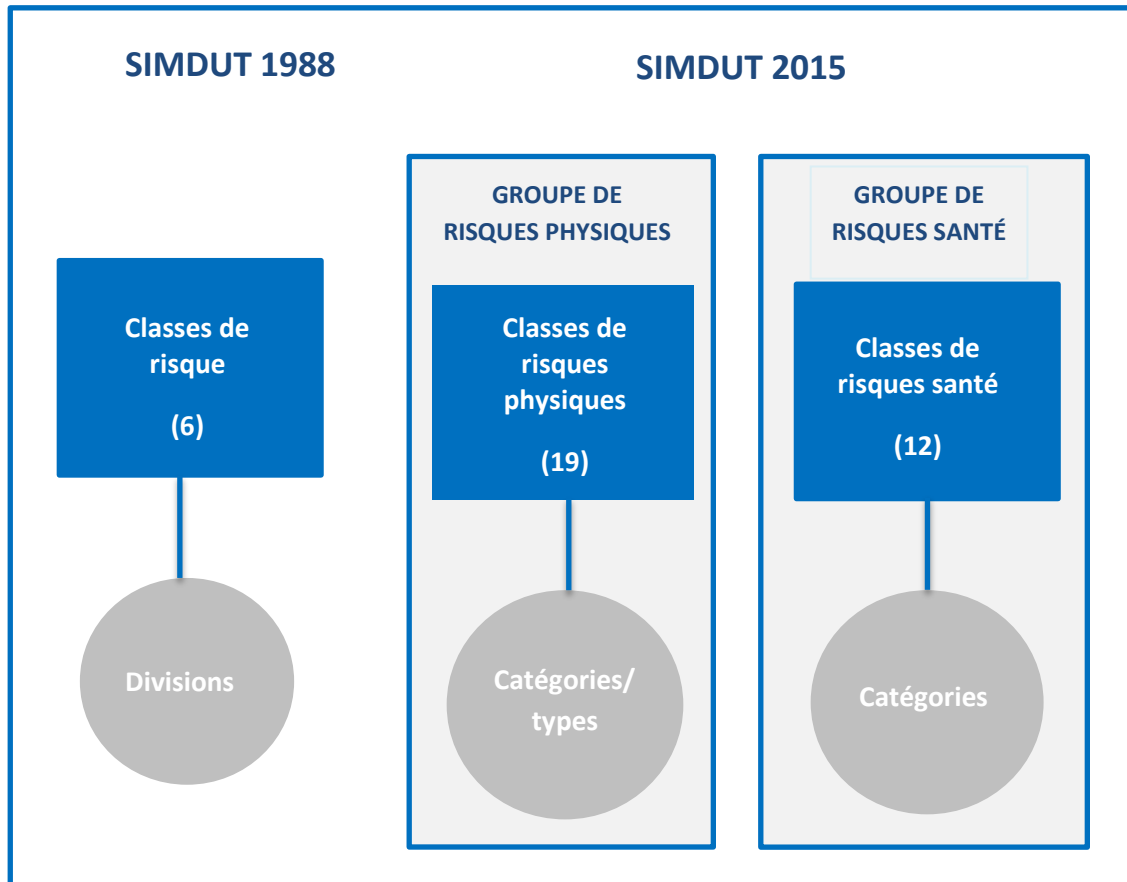 SIMDUT 1988
SIMDUT 2015
Classes de
risque
(6)
Divisions
GROUPE DE
RISQUES PHYSIQUES
Classes de
risques
physiques
(19)
Catégories/
types
GROUPE DE
RISQUES SANTÉ
Classes de
risques santé
(12)
Catégories